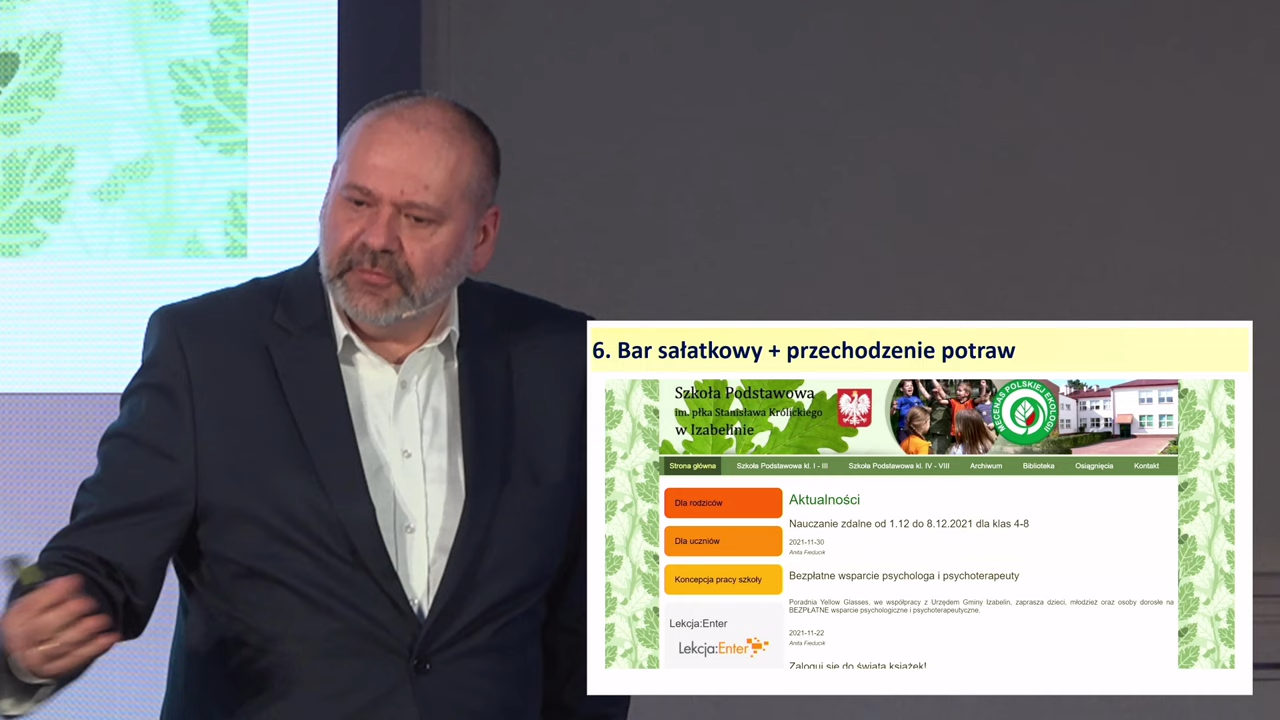 6. Bar sałatkowy + przechodzenie potraw
Szkoła Podstawowa
im. płka Stanisława Królickiego
w Izabelinie
MECENAS POLSKIEJ EKOLOGII
Strona główna Szkoła Podstawowa kl. I - III Szkoła Podstawowa kl. IV - VIII Archiwum Biblioteka Osiągnięcia Kontakt
Dla rodziców
Dla uczniów
Koncepcja pracy szkoły
Lekcja:Enter
Lekcja:Enter
Aktualności
Nauczanie zdalne od 1.12 do 8.12.2021 dla klas 4-8
2021-11-30
Anita Fieducik
Bezpłatne wsparcie psychologa i psychoterapeuty
Poradnia Yellow Glasses, we współpracy z Urzędem Gminy Izabelin, zaprasza dzieci, młodzież oraz osoby dorosłe na
BEZPŁATNE wsparcie psychologiczne i psychoterapeutyczne.
2021-11-22
Anita Fieducik
Zaloguj się do świata książek!